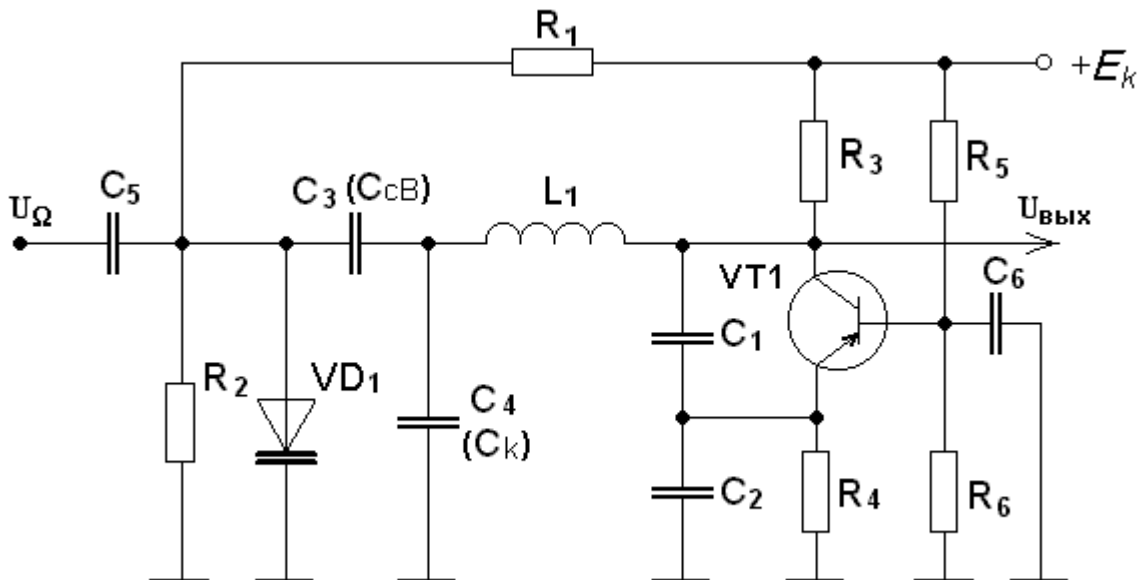 R1
+Ek
R3
R5
C5
C3 (CcB)
L1
UΩ
Uвых
VT1
C6
C1
R2
VD1
C4
(Ck)
C2
R4
R6